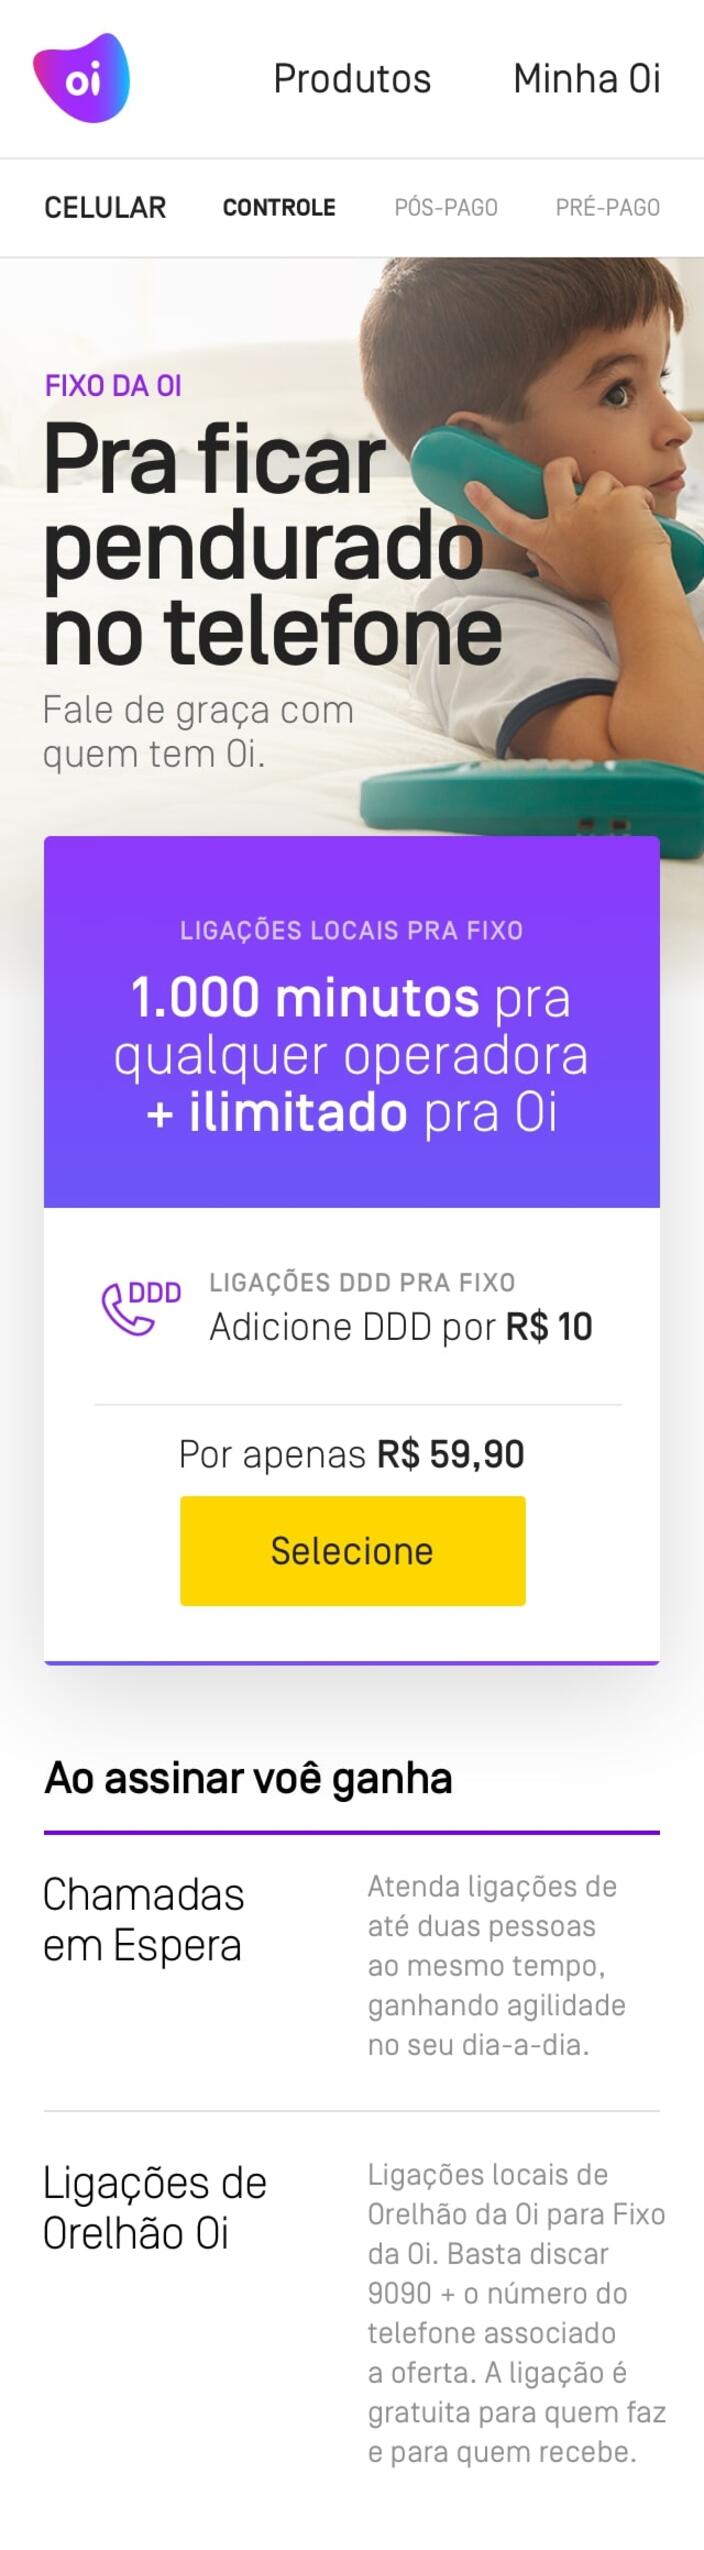 oi
Produtos
Minha Oi
CELULAR
CONTROLE
PÓS-PAGO
PRÉ-PAGO
FIXO DA OI
Pra ficar
pendurado
no telefone
Fale de graça com
quem tem Oi.
LIGAÇÕES LOCAIS PRA FIXO
1.000 minutos pra
qualquer operadora
+ ilimitado pra Oi
DDD
LIGAÇÕES DDD PRA FIXO
Adicione DDD por R$ 10
Por apenas R$ 59,90
Selecione
Ao assinar voê ganha
Chamadas
em Espera
Atenda ligações de
até duas pessoas
ao mesmo tempo,
ganhando agilidade
no seu dia-a-dia.
Ligações de
Orelhão Oi
Ligações locais de
Orelhão da Oi para Fixo
da Oi. Basta discar
9090 + o número do
telefone associado
a oferta. A ligação é
gratuita para quem faz
e para quem recebe.